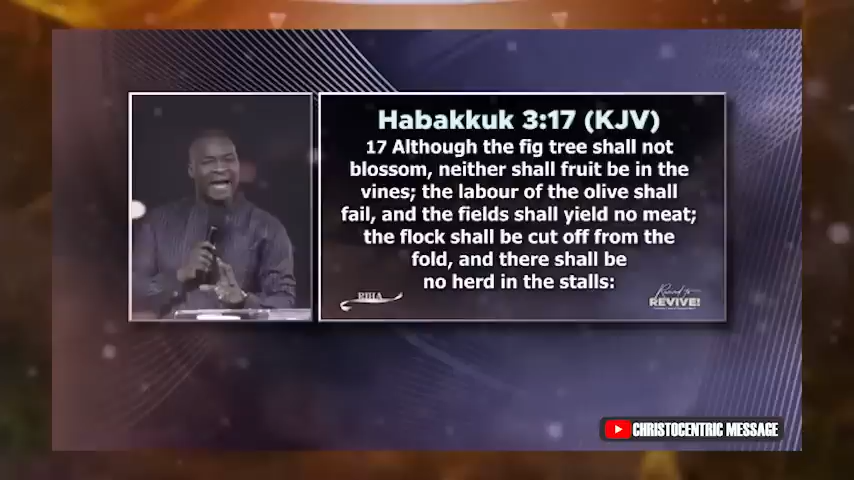 Habakkuk 3:17 (KJV)
17 Although the fig tree shall not
blossom, neither shall fruit be in the
vines; the labour of the olive shall
fail, and the fields shall yield no meat;
the flock shall be cut off from the
fold, and there shall be
no herd in the stalls:
REVIVE!
CHRISTOCENTRIC MESSAGE